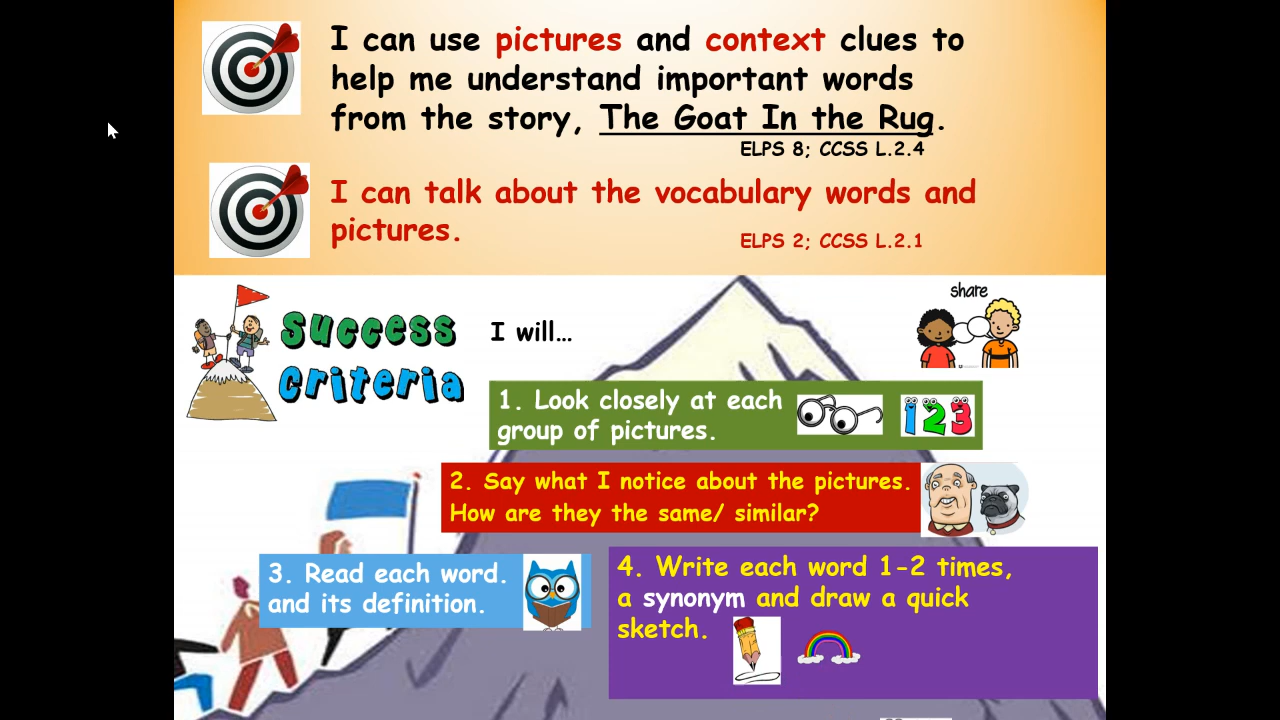 I can use pictures and context clues to
help me understand important words
from the story, The Goat In the Rug.
ELPS 8; CCSS L.2.4
I can talk about the vocabulary words and
pictures.
ELPS 2; CCSS L.2.1
share
Success
Criteria
I will…
1. Look closely at each
group of pictures.
123
2. Say what I notice about the pictures.
How are they the same/ similar?
3. Read each word.
and its definition.
4. Write each word 1-2 times,
a synonym and draw a quick
sketch.